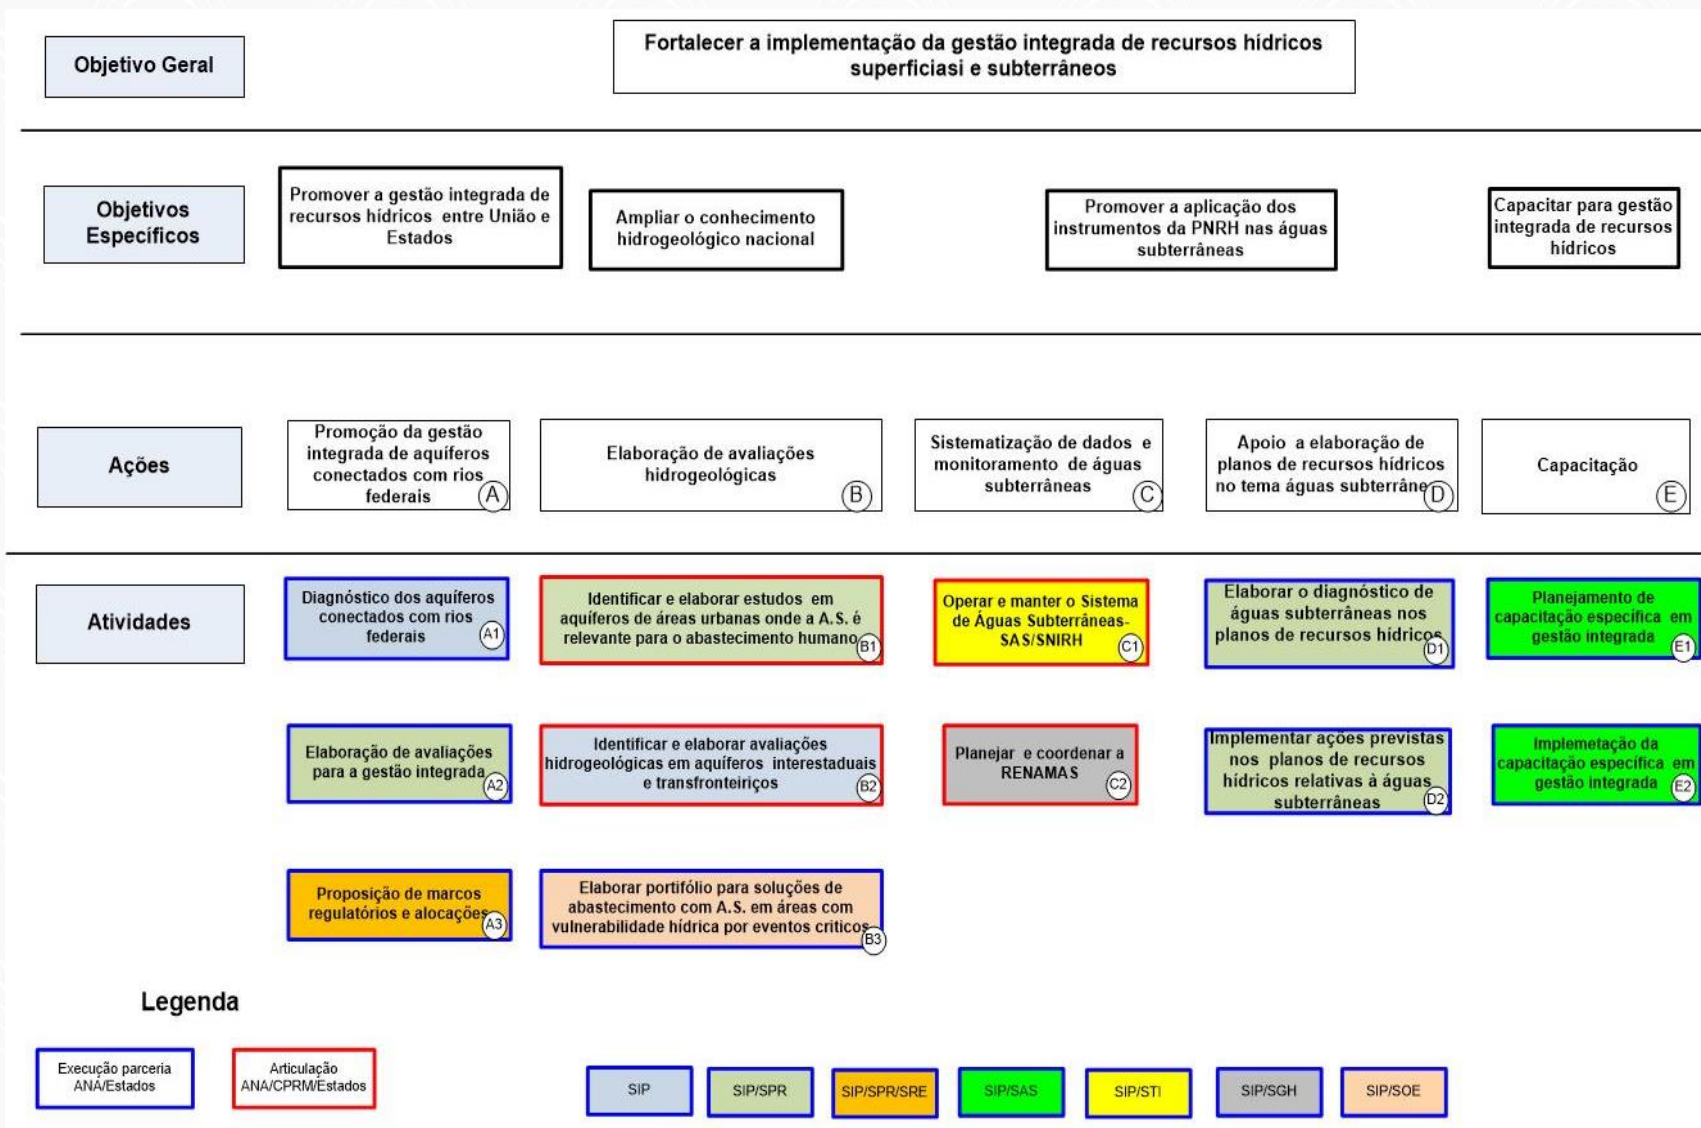 Objetivo Geral
Fortalecer a implementação da gestão integrada de recursos hídricos
superficiasi e subterrâneos
Objetivos
Específicos
Promover a gestão integrada de
recursos hídricos entre União e
Estados
Ampliar o conhecimento
hidrogeológico nacional
Promover a aplicação dos
instrumentos da PNRH nas águas
subterrâneas
Capacitar para gestão
integrada de recursos
hídricos
Ações
Promoção da gestão
integrada de aquíferos
conectados com rios
federais
A
Elaboração de avaliações
hidrogeológicas
B
Sistematização de dados e
monitoramento de águas
subterrâneas
C
Apoio a elaboração de
planos de recursos hídricos
no tema águas subterrâne
D
Capacitação
E
Atividades
Diagnóstico dos aquíferos
conectados com rios
federais
A1
Identificar e elaborar estudos em
aquíferos de áreas urbanas onde a A.S. é
relevante para o abastecimento humano
B1
Operar e manter o Sistema
de Águas Subterrâneas-
SAS/SNIRH
C1
Elaborar o diagnóstico de
águas subterrâneas nos
planos de recursos hídricos
D1
Planejamento de
capacitação específica em
gestão integrada
E1
Elaboração de avaliações
para a gestão integrada
A2
Identificar e elaborar avaliações
hidrogeológicas em aquíferos interestaduais
e transfronteiriços
B2
Planejar e coordenar a
RENAMAS
C2
Implementar ações previstas
nos planos de recursos
hídricos relativas à águas
subterrâneas
D2
Implemetação da
capacitação específica em
gestão integrada
E2
Proposição de marcos
regulatórios e alocações
A3
Elaborar portifólio para soluções de
abastecimento com A.S. em áreas com
vulnerabilidade hídrica por eventos criticos
B3
Legenda
Execução parceria
ANA/Estados
Articulação
ANA/CPRM/Estados
SIP
SIP/SPR
SIP/SPR/SRE
SIP/SAS
SIP/STI
SIP/SGH
SIP/SOE